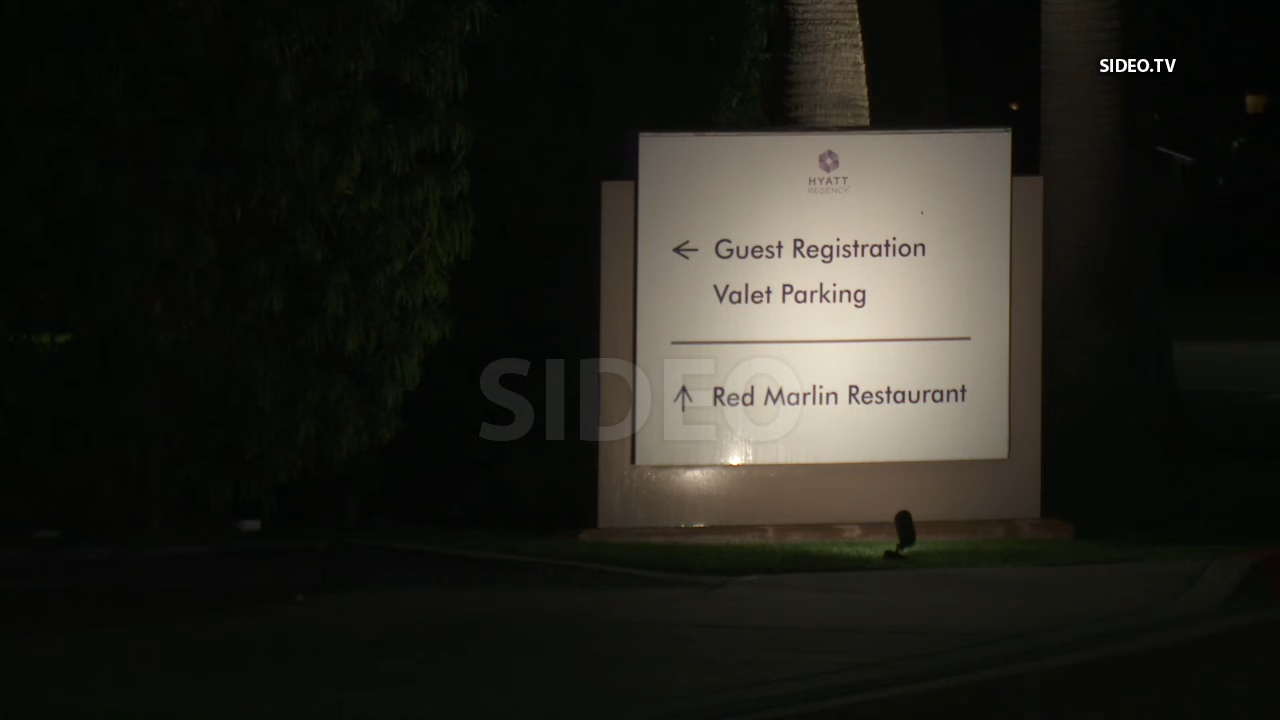 SIDEO.TV
HYATT
REGENCY
← Guest Registration
Valet Parking
SIDEO
↑ Red Marlin Restaurant